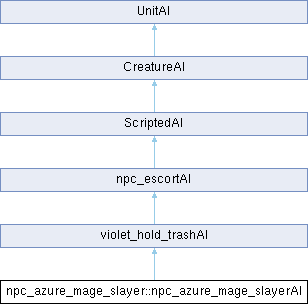 UnitAI
CreatureAI
ScriptedAI
npc_escortAI
violet_hold_trashAI
npc_azure_mage_slayer::npc_azure_mage_slayerAI